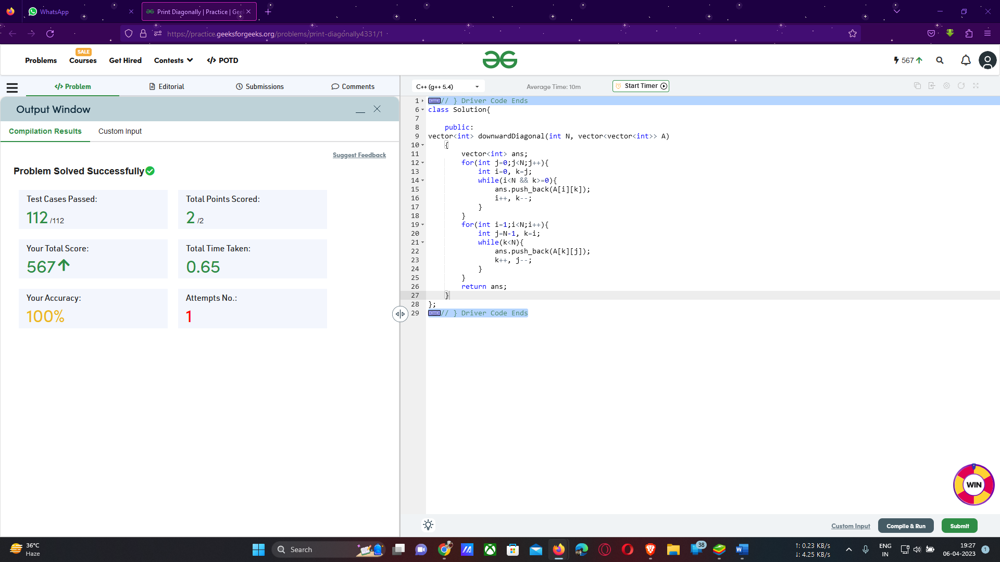 WhatsApp
Print Diagonally | Practice | Gee
https://practice.geeksforgeeks.org/problems/print-diagonally4331/1
Problems
SALE
Courses
Get Hired
Contests
</> POTD
567
</> Problem
Editorial
Submissions
Comments
C++ (g++ 5.4)
Average Time: 10m
Start Timer
Output Window
Compilation Results
Custom Input
Suggest Feedback
Problem Solved Successfully
Test Cases Passed:
112 /112
Total Points Scored:
2 /2
Your Total Score:
567
Total Time Taken:
0.65
Your Accuracy:
100%
Attempts No.:
1
1 // } Driver Code Ends
6 class Solution{
7
8 public:
9 vector<int> downwardDiagonal(int N, vector<vector<int>> A)
10 {
11 vector<int> ans;
12 for(int j=0;j<N;j++){
13 int i=0, k=j;
14 while(i<N && k>=0){
15 ans.push_back(A[i][k]);
16 i++, k--;
17 }
18 }
19 for(int i=1;i<N;i++){
20 int j=N-1, k=i;
21 while(k<N){
22 ans.push_back(A[k][j]);
23 k++, j--;
24 }
25 }
26 return ans;
27 }
28 };
29 // } Driver Code Ends
WIN
Custom Input
Compile & Run
Submit
36°C
Haze
Search
38
↑: 0.23 KB/s
↓: 4.25 KB/s
ENG
IN
19:27
06-04-2023
1